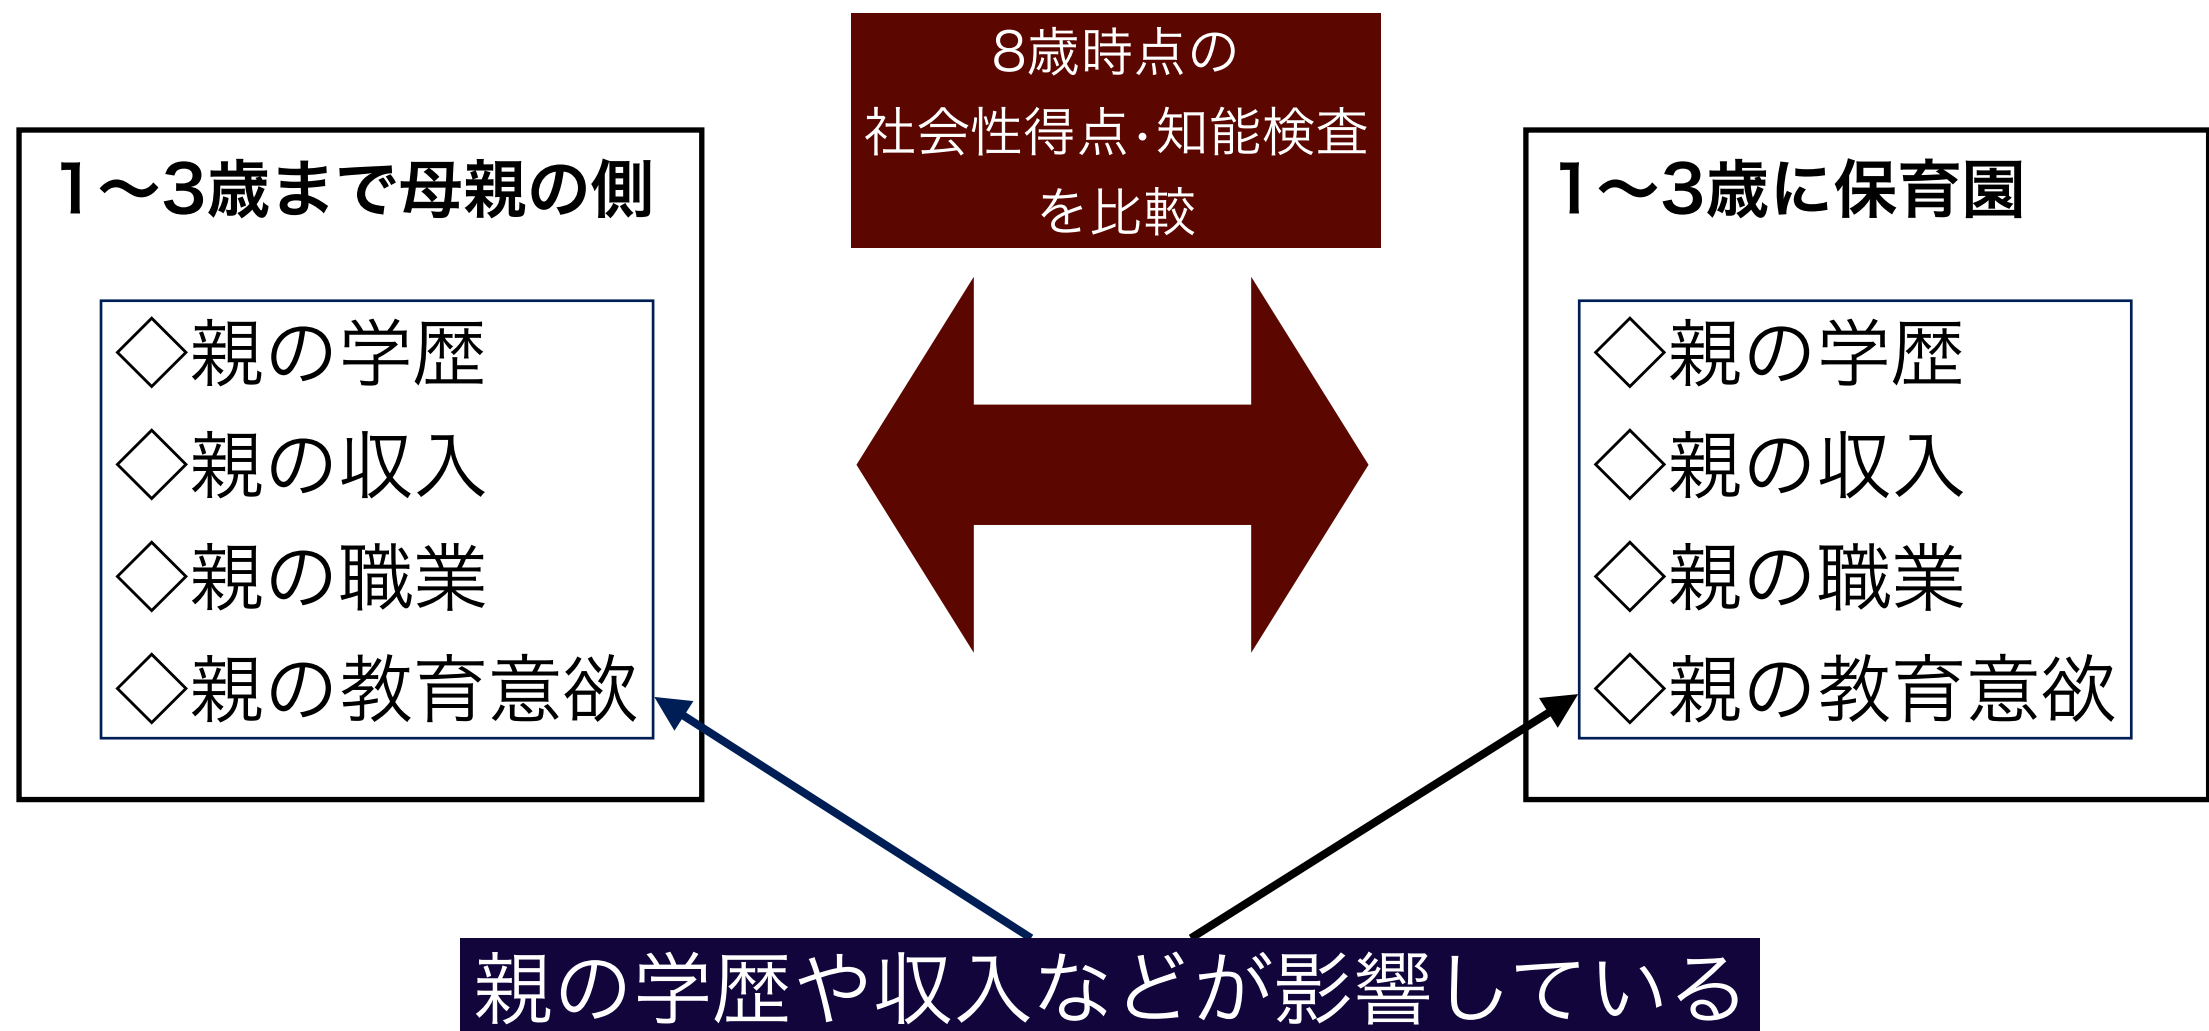 8歳時点の
社会性得点・知能検査
を比較
1〜3歳まで母親の側
◇親の学歴
◇親の収入
◇親の職業
◇親の教育意欲
1〜3歳に保育園
◇親の学歴
◇親の収入
◇親の職業
◇親の教育意欲
親の学歴や収入などが影響している